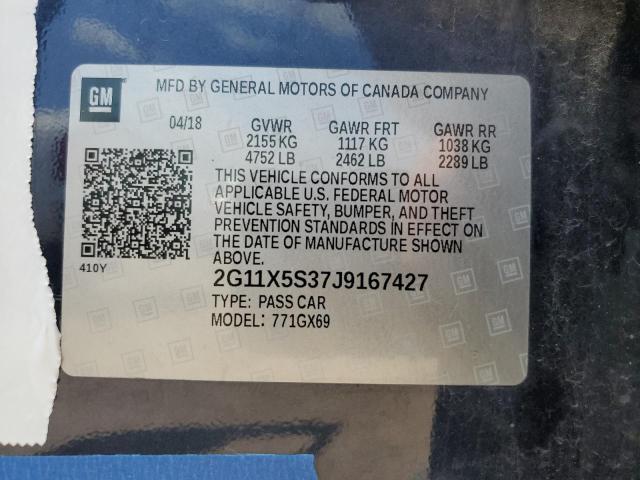 GM
MFD BY GENERAL MOTORS OF CANADA COMPANY
04/18 GVWR GAWR FRT GAWR RR
2155 KG 1117 KG 1038 KG
4752 LB 2462 LB 2289 LB
THIS VEHICLE CONFORMS TO ALL
APPLICABLE U.S. FEDERAL MOTOR
VEHICLE SAFETY, BUMPER, AND THEFT
PREVENTION STANDARDS IN EFFECT ON
THE DATE OF MANUFACTURE SHOWN
ABOVE.
410Y
2G11X5S37J9167427
TYPE: PASS CAR
MODEL: 771GX69